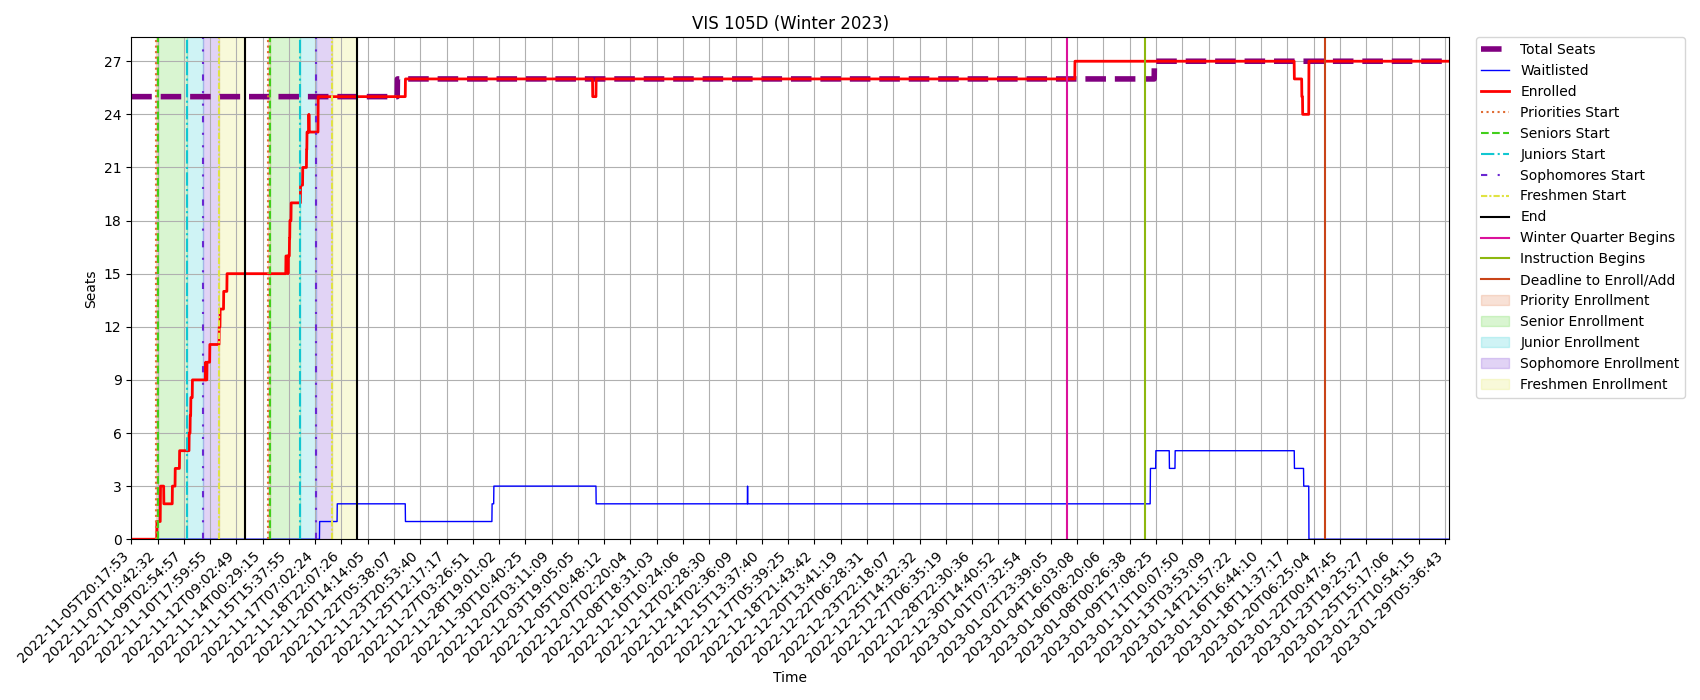 VIS 105D (Winter 2023)
Seats
27
24
21
18
15
12
9
6
3
0
2022-11-05T20:17:53
2022-11-07T10:42:32
2022-11-09T02:54:57
2022-11-10T17:59:55
2022-11-12T09:02:49
2022-11-14T00:29:15
2022-11-15T15:37:55
2022-11-17T07:02:24
2022-11-18T22:07:26
2022-11-20T14:14:05
2022-11-22T05:38:07
2022-11-23T20:53:40
2022-11-25T12:17:17
2022-11-27T03:26:51
2022-11-28T19:01:02
2022-11-30T10:40:25
2022-12-02T03:11:09
2022-12-03T19:05:05
2022-12-05T10:48:12
2022-12-07T02:20:04
2022-12-08T18:31:03
2022-12-10T10:24:06
2022-12-12T02:28:30
2022-12-14T02:36:09
2022-12-15T13:37:40
2022-12-17T05:39:25
2022-12-18T21:43:42
2022-12-20T13:41:19
2022-12-22T06:28:31
2022-12-23T22:18:07
2022-12-25T14:32:32
2022-12-27T06:35:19
2022-12-28T22:30:36
2022-12-30T14:40:52
2023-01-01T07:32:54
2023-01-02T23:39:05
2023-01-04T16:03:08
2023-01-06T08:20:06
2023-01-08T00:26:38
2023-01-09T17:08:25
2023-01-11T10:07:50
2023-01-13T03:53:09
2023-01-14T21:57:22
2023-01-16T16:44:10
2023-01-18T11:37:17
2023-01-20T06:25:04
2023-01-22T00:47:45
2023-01-23T19:25:27
2023-01-25T15:17:06
2023-01-27T10:54:15
2023-01-29T05:36:43
Time
Total Seats
Waitlisted
Enrolled
Priorities Start
Seniors Start
Juniors Start
Sophomores Start
Freshmen Start
End
Winter Quarter Begins
Instruction Begins
Deadline to Enroll/Add
Priority Enrollment
Senior Enrollment
Junior Enrollment
Sophomore Enrollment
Freshmen Enrollment